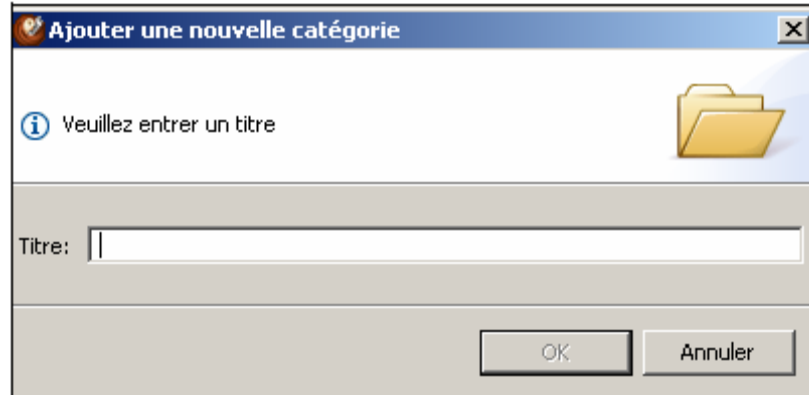 Ajouter une nouvelle catégorie
Veuillez entrer un titre
Titre:
OK Annuler